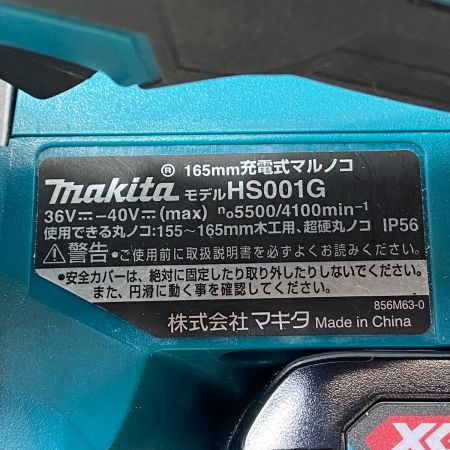 ® 165mm充電式マルノコ
makita モデルHS001G
36V⎓-40V⎓(max) n₀5500/4100min⁻¹
使用できる丸ノコ:155～165mm木工用、超硬丸ノコ IP56
⚠警告・ご使用前に取扱説明書を必ずよくお読みください。
・安全カバーは、絶対に固定したり取り外したりしないでください。
また、円滑に動く事を確認してください。
856M63-0
株式会社マキタ Made in China
XG